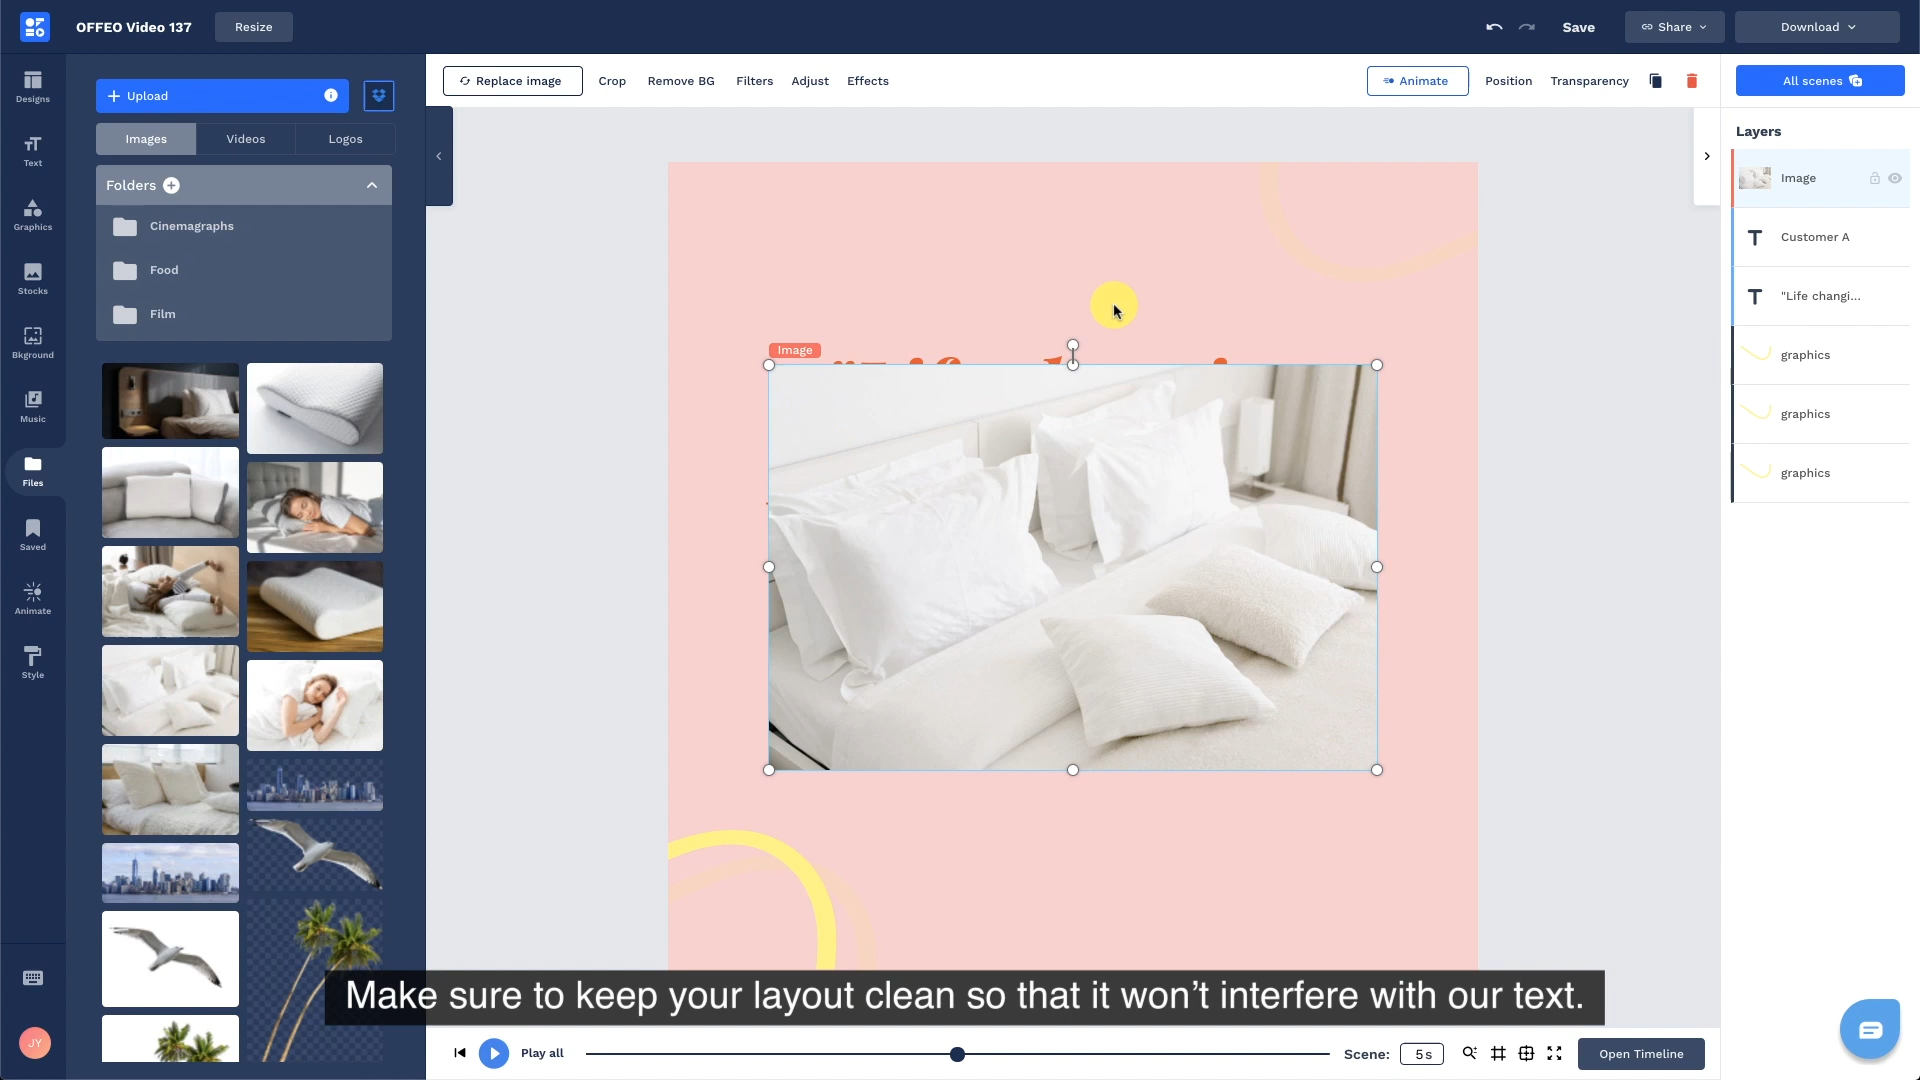 OFFEO Video 137
Resize
Save
Share
Download
Designs
Text
Graphics
Stocks
Bkground
Music
Files
Saved
Animate
Style
JY
Upload
Images
Videos
Logos
Folders
Cinemagraphs
Food
Film
Replace image
Crop
Remove BG
Filters
Adjust
Effects
Animate
Position
Transparency
All scenes
Image
Layers
Image
Customer A
"Life changi...
graphics
graphics
graphics
Make sure to keep your layout clean so that it won’t interfere with our text.
Play all
Scene:
5s
Open Timeline